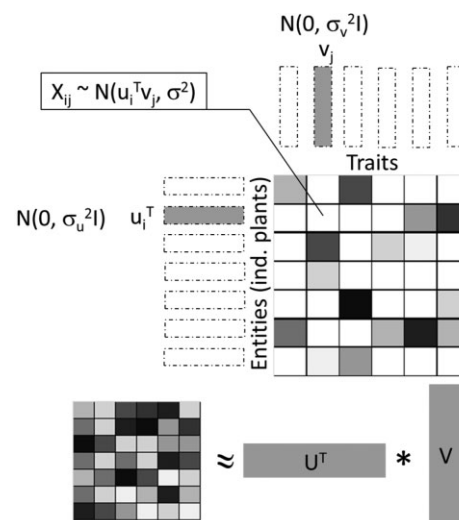 N(0, σᵥ²I)
vⱼ
Xᵢⱼ ~ N(uᵢᵀvⱼ, σ²)
Traits
N(0, σᵤ²I) uᵢᵀ
Entities (ind. plants)
≈ Uᵀ * V